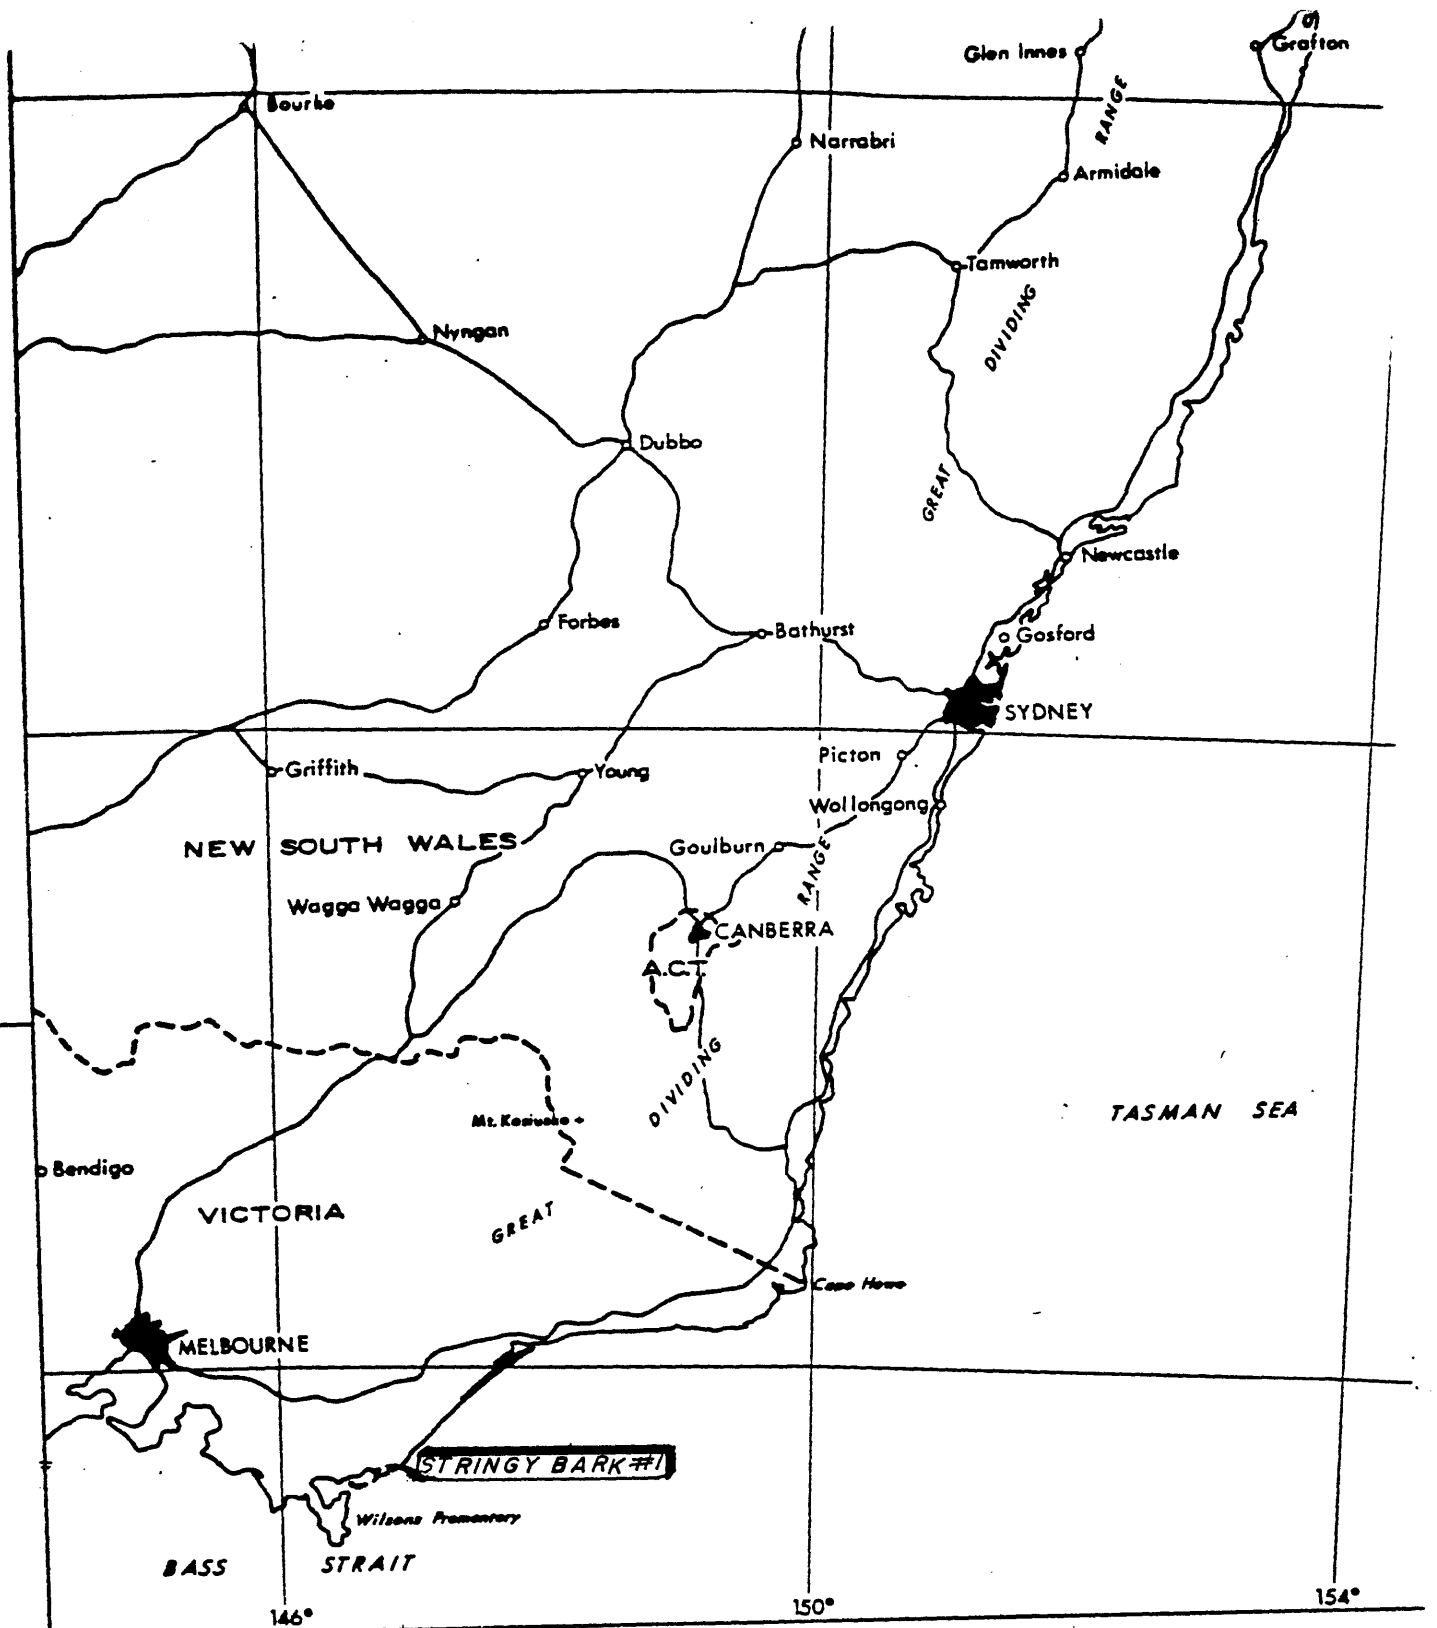 Glen Innes
Grafton
Bourke
RANGE
Narrabri
Armidale
Tamworth
DIVIDING
Nyngan
Dubbo
GREAT
Newcastle
Forbes
Bathurst
Gosford
SYDNEY
Picton
Griffith
Young
Wollongong
NEW SOUTH WALES
Goulburn
RANGE
Wagga Wagga
CANBERRA
A.C.T.
DIVIDING
TASMAN SEA
Mt. Kosiusko +
Bendigo
VICTORIA
GREAT
Cape Howe
MELBOURNE
STRINGY BARK #1
Wilsons Promontory
BASS STRAIT
146°
150°
154°